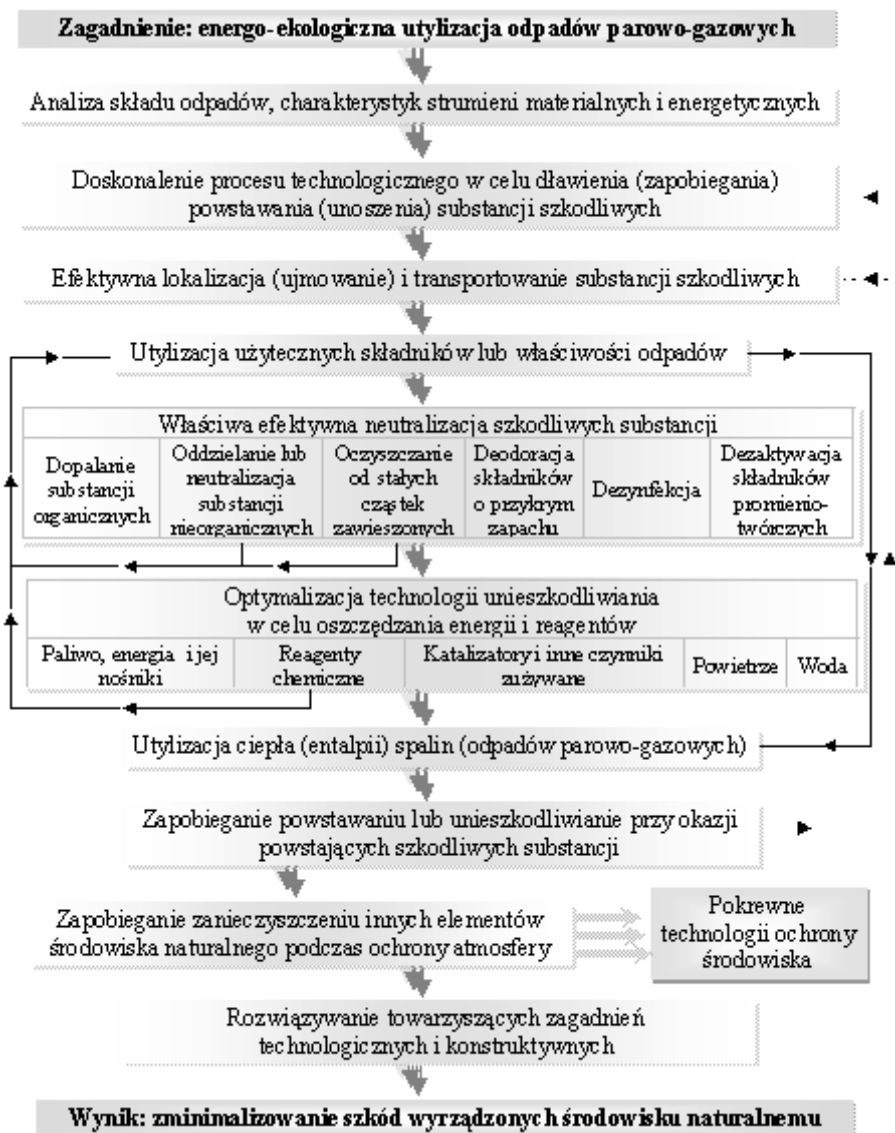 Zagadnienie: energo-ekologiczna utylizacja odpadów parowo-gazowych
Analiza składu odpadów, charakterystyk strumieni materialnych i energetycznych
Doskonalenie procesu technologicznego w celu dławienia (zapobiegania)
powstawania (unoszenia) substancji szkodliwych
Efektywna lokalizacja (ujmowanie) i transportowanie substancji szkodliwych
Utylizacja użytecznych składników lub właściwości odpadów
Właściwa efektywna neutralizacja szkodliwych substancji
Dopalanie
substancji
organicznych
Oddzielanie lub
neutralizacja
substancji
nieorganicznych
Oczyszczanie
od stałych
cząstek
zawieszonych
Deodoracja
składników
o przykrym
zapachu
Dezynfekcja
Dezaktywacja
składników
promienio-
twórczych
Optymalizacja technologii unieszkodliwiania
w celu oszczędzania energii i reagentów
Paliwo, energia i jej
nośniki
Reagenty
chemiczne
Katalizatory i inne czynniki
zużywane
Powietrze
Woda
Utylizacja ciepła (entalpii) spalin (odpadów parowo-gazowych)
Zapobieganie powstawaniu lub unieszkodliwianie przy okazji
powstających szkodliwych substancji
Zapobieganie zanieczyszczeniu innych elementów
środowiska naturalnego podczas ochrony atmosfery
Pokrewne
technologii ochrony
środowiska
Rozwiązywanie towarzyszących zagadnień
technologicznych i konstruktywnych
Wynik: zminimalizowanie szkód wyrządzonych środowisku naturalnemu